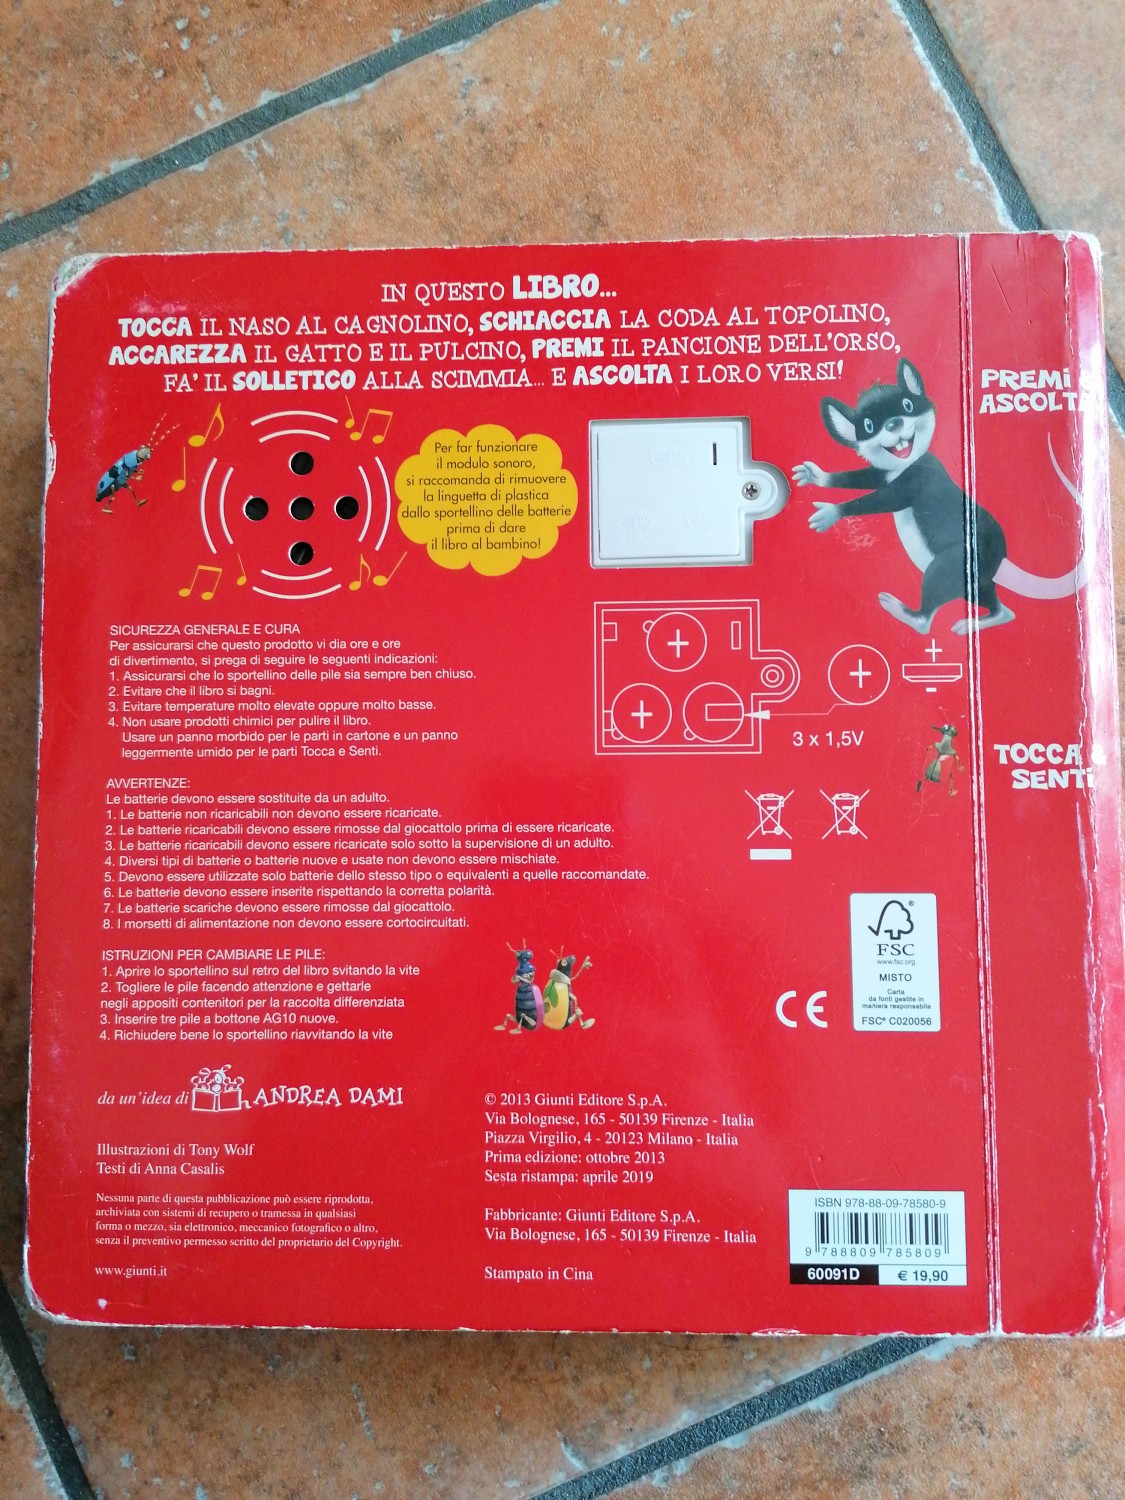 IN QUESTO LIBRO...
TOCCA IL NASO AL CAGNOLINO, SCHIACCIA LA CODA AL TOPOLINO,
ACCAREZZA IL GATTO E IL PULCINO, PREMI IL PANCIONE DELL'ORSO,
FA' IL SOLLETICO ALLA SCIMMIA... E ASCOLTA I LORO VERSI!
PREMI
ASCOLTA
Per far funzionare
il modulo sonoro,
si raccomanda di rimuovere
la linguetta di plastica
dallo sportellino delle batterie
prima di dare
il libro al bambino!
SICUREZZA GENERALE E CURA
Per assicurarsi che questo prodotto vi dia ore e ore
di divertimento, si prega di seguire le seguenti indicazioni:
1. Assicurarsi che lo sportellino delle pile sia sempre ben chiuso.
2. Evitare che il libro si bagni.
3. Evitare temperature molto elevate oppure molto basse.
4. Non usare prodotti chimici per pulire il libro.
Usare un panno morbido per le parti in cartone e un panno
leggermente umido per le parti Tocca e Senti.
+
+
+
+
-
3 x 1,5V
TOCCA &
SENTI
AVVERTENZE:
Le batterie devono essere sostituite da un adulto.
1. Le batterie non ricaricabili non devono essere ricaricate.
2. Le batterie ricaricabili devono essere rimosse dal giocattolo prima di essere ricaricate.
3. Le batterie ricaricabili devono essere ricaricate solo sotto la supervisione di un adulto.
4. Diversi tipi di batterie o batterie nuove e usate non devono essere mischiate.
5. Devono essere utilizzate solo batterie dello stesso tipo o equivalenti a quelle raccomandate.
6. Le batterie devono essere inserite rispettando la corretta polarità.
7. Le batterie scariche devono essere rimosse dal giocattolo.
8. I morsetti di alimentazione non devono essere cortocircuitati.
ISTRUZIONI PER CAMBIARE LE PILE:
1. Aprire lo sportellino sul retro del libro svitando la vite
2. Togliere le pile facendo attenzione e gettarle
negli appositi contenitori per la raccolta differenziata
3. Inserire tre pile a bottone AG10 nuove.
4. Richiudere bene lo sportellino riavvitando la vite
CE
®
FSC
www.fsc.org
MISTO
Carta
da fonti gestite in
maniera responsabile
FSC® C020056
da un'idea di ANDREA DAMI
Illustrazioni di Tony Wolf
Testi di Anna Casalis
Nessuna parte di questa pubblicazione può essere riprodotta,
archiviata con sistemi di recupero o tramessa in qualsiasi
forma o mezzo, sia elettronico, meccanico fotografico o altro,
senza il preventivo permesso scritto del proprietario del Copyright.
www.giunti.it
© 2013 Giunti Editore S.p.A.
Via Bolognese, 165 - 50139 Firenze - Italia
Piazza Virgilio, 4 - 20123 Milano - Italia
Prima edizione: ottobre 2013
Sesta ristampa: aprile 2019
Fabbricante: Giunti Editore S.p.A.
Via Bolognese, 165 - 50139 Firenze - Italia
Stampato in Cina
ISBN 978-88-09-78580-9
9 788809 785809
60091D € 19,90